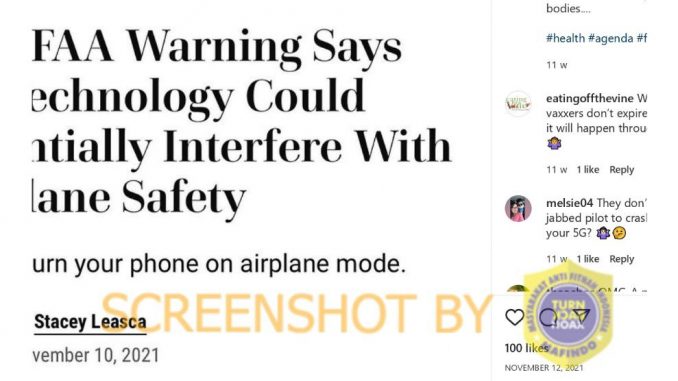 FAA Warning Says
echnology Could
ntially Interfere With
lane Safety
urn your phone on airplane mode.
Stacey Leasca
vember 10, 2021
SCREENSHOT BY
MASYARAKAT ANTI FITNAH INDONESIA
TURN
BACK
HOAX
MAFINDO
bodies....
#health #agenda #f
11 w
eatingoffthevine W
vaxxers don't expire
it will happen throu
🤷🏽‍♀️
11 w 1 like Reply
melsie04 They don'
jabbed pilot to cras
your 5G? 🤷🏽‍♀️🤔
11 w 1 like Reply
OMG A
100 likes
NOVEMBER 12, 2021